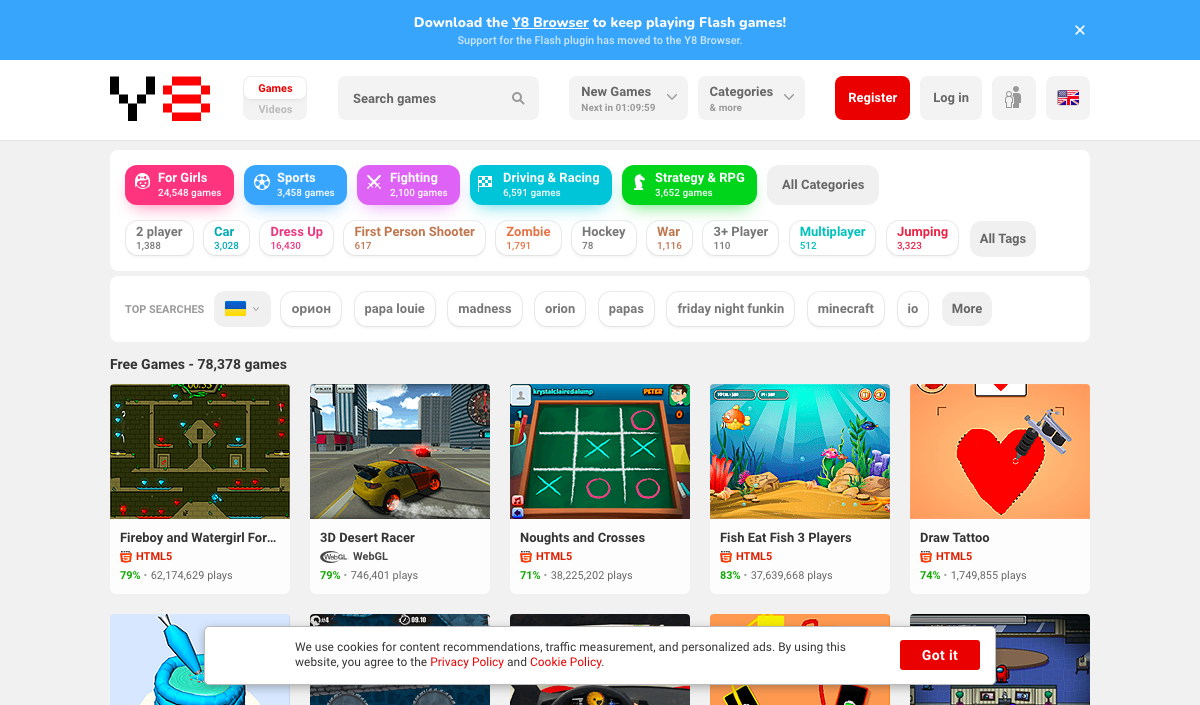 Download the Y8 Browser to keep playing Flash games!
Support for the Flash plugin has moved to the Y8 Browser.
Y8
Games
Videos
Search games
New Games
Next in 01:09:59
Categories
& more
Register
Log in
For Girls
24,548 games
Sports
3,458 games
Fighting
2,100 games
Driving & Racing
6,591 games
Strategy & RPG
3,652 games
All Categories
2 player
1,388
Car
3,028
Dress Up
16,430
First Person Shooter
617
Zombie
1,791
Hockey
78
War
1,116
3+ Player
110
Multiplayer
512
Jumping
3,323
All Tags
TOP SEARCHES
орион
papa louie
madness
orion
papas
friday night funkin
minecraft
io
More
Free Games - 78,378 games
krystalclairedalump
PETER
1
0
Fireboy and Watergirl For...
HTML5
79% • 62,174,629 plays
3D Desert Racer
WebGL WebGL
79% • 746,401 plays
Noughts and Crosses
HTML5
71% • 38,225,202 plays
Fish Eat Fish 3 Players
HTML5
83% • 37,639,668 plays
Draw Tattoo
HTML5
74% • 1,749,855 plays
#4
09.10
We use cookies for content recommendations, traffic measurement, and personalized ads. By using this
website, you agree to the Privacy Policy and Cookie Policy.
Got it